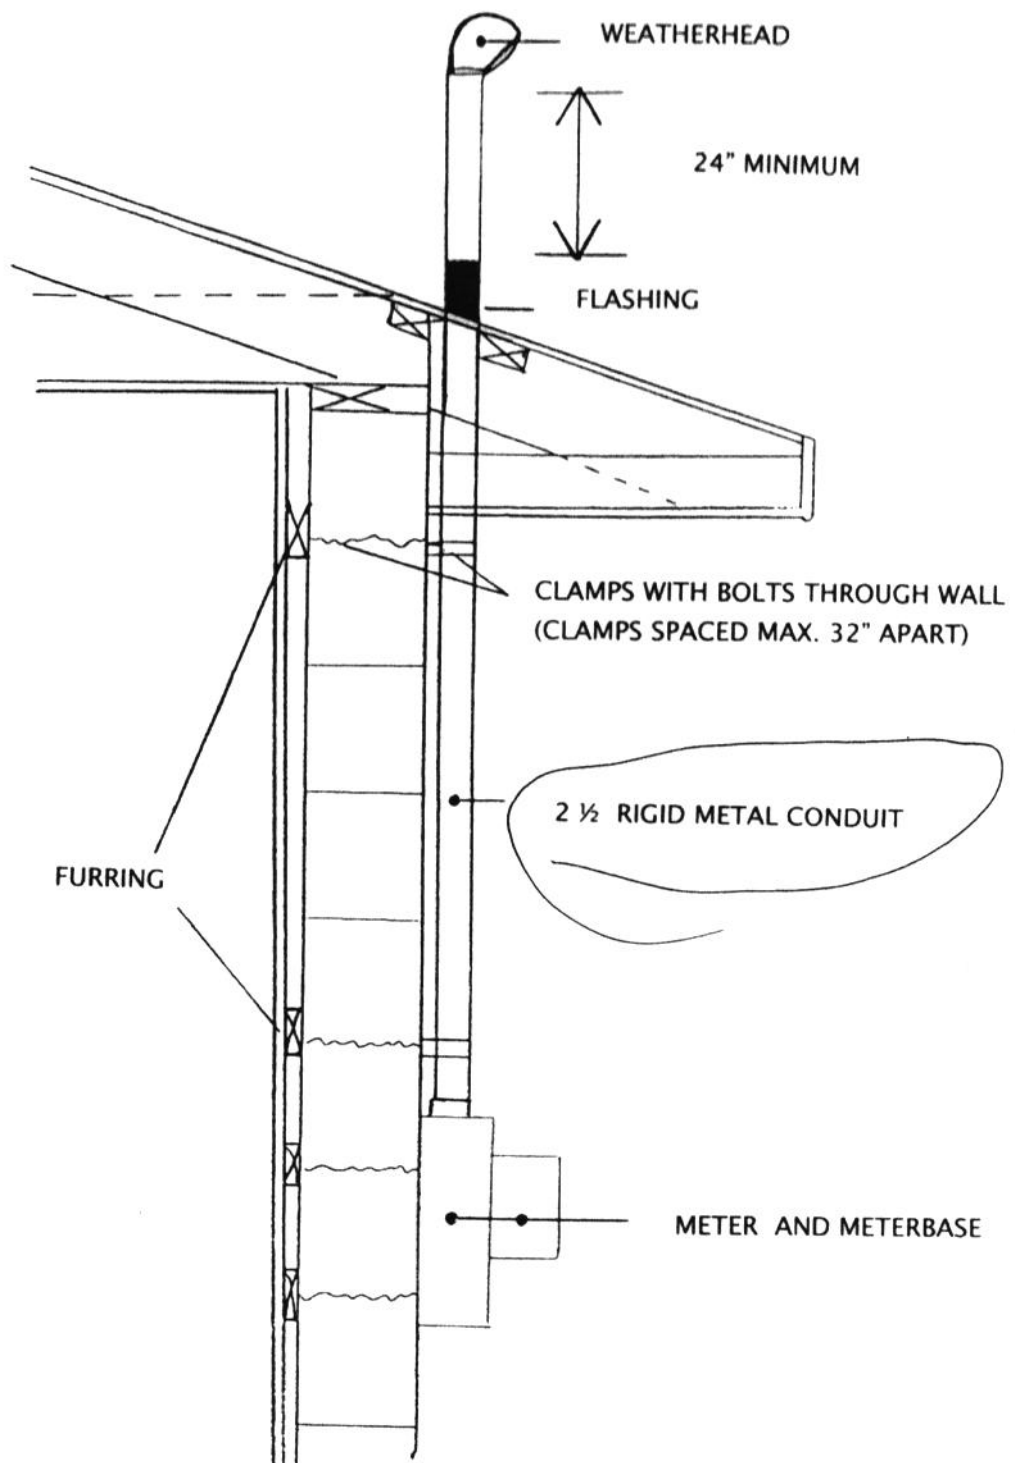 WEATHERHEAD
24” MINIMUM
FLASHING
CLAMPS WITH BOLTS THROUGH WALL
(CLAMPS SPACED MAX. 32” APART)
2 ½ RIGID METAL CONDUIT
FURRING
METER AND METERBASE